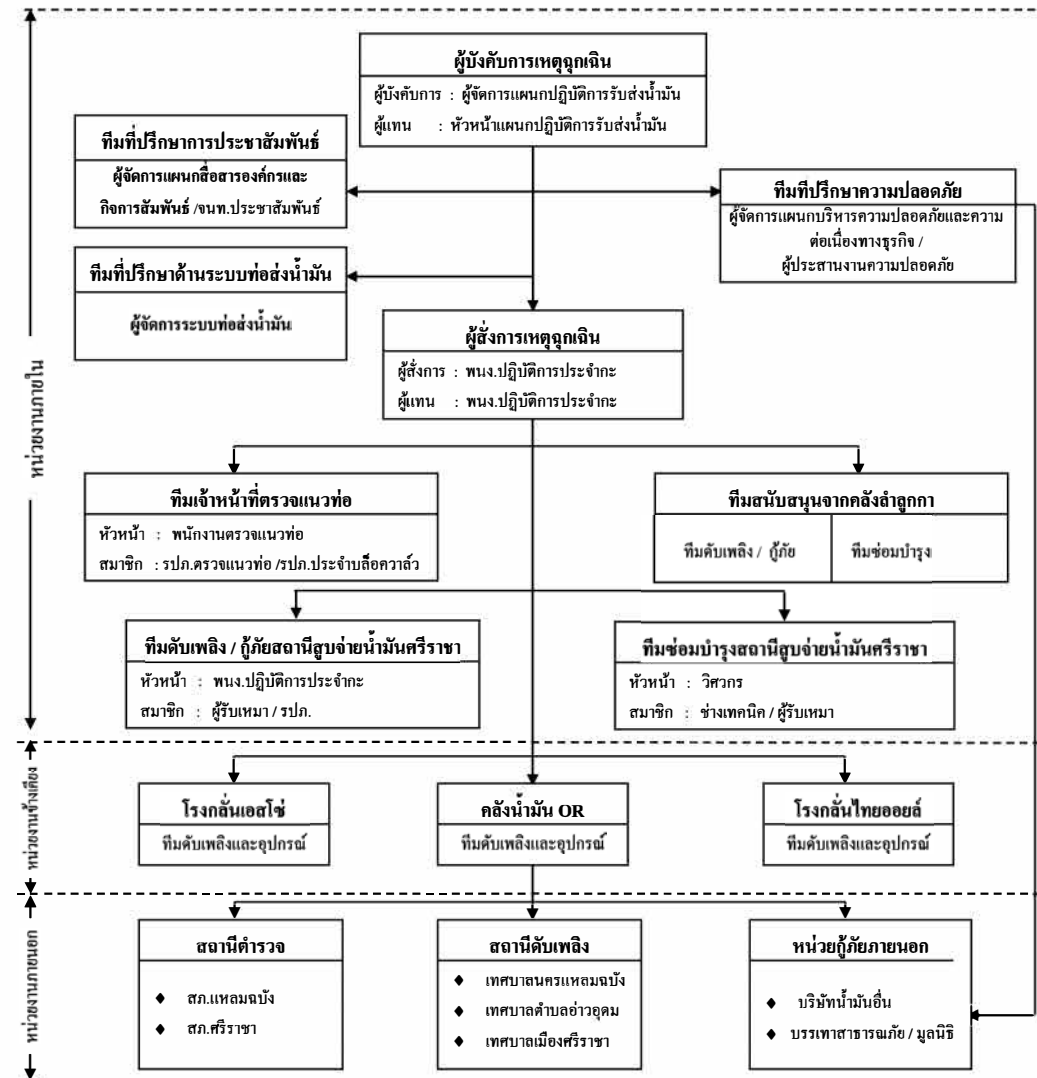 ผู้บังคับการเหตุฉุกเฉิน
ผู้บังคับการ : ผู้จัดการแผนกปฏิบัติการรับส่งน้ำมัน
ผู้แทน : หัวหน้าแผนกปฏิบัติการรับส่งน้ำมัน
ทีมที่ปรึกษาการประชาสัมพันธ์
ผู้จัดการแผนกสื่อสารองค์กรและ
กิจการสัมพันธ์ /จนท.ประชาสัมพันธ์
ทีมที่ปรึกษาความปลอดภัย
ผู้จัดการแผนกบริหารความปลอดภัยและความ
ต่อเนื่องทางธุรกิจ /
ผู้ประสานงานความปลอดภัย
ทีมที่ปรึกษาด้านระบบท่อส่งน้ำมัน
ผู้จัดการระบบท่อส่งน้ำมัน
ผู้สั่งการเหตุฉุกเฉิน
ผู้สั่งการ : พนง.ปฏิบัติการประจำกะ
ผู้แทน : พนง.ปฏิบัติการประจำกะ
หน่วยงานภายใน
ทีมเจ้าหน้าที่ตรวจแนวท่อ
หัวหน้า : พนักงานตรวจแนวท่อ
สมาชิก : รปภ.ตรวจแนวท่อ /รปภ.ประจำบล็อควาล์ว
ทีมสนับสนุนจากคลังลำลูกกา
ทีมดับเพลิง / กู้ภัย
ทีมซ่อมบำรุง
ทีมดับเพลิง / กู้ภัยสถานีสูบจ่ายน้ำมันศรีราชา
หัวหน้า : พนง.ปฏิบัติการประจำกะ
สมาชิก : ผู้รับเหมา / รปภ.
ทีมซ่อมบำรุงสถานีสูบจ่ายน้ำมันศรีราชา
หัวหน้า : วิศวกร
สมาชิก : ช่างเทคนิค / ผู้รับเหมา
หน่วยงานข้างเคียง
โรงกลั่นเอสโซ่
ทีมดับเพลิงและอุปกรณ์
คลังน้ำมัน OR
ทีมดับเพลิงและอุปกรณ์
โรงกลั่นไทยออยล์
ทีมดับเพลิงและอุปกรณ์
หน่วยงานภายนอก
สถานีตำรวจ
♦ สภ.แหลมฉบัง
♦ สภ.ศรีราชา
สถานีดับเพลิง
♦ เทศบาลนครแหลมฉบัง
♦ เทศบาลตำบลอ่าวอุดม
♦ เทศบาลเมืองศรีราชา
หน่วยกู้ภัยภายนอก
♦ บริษัทน้ำมันอื่น
♦ บรรเทาสาธารณภัย / มูลนิธิ